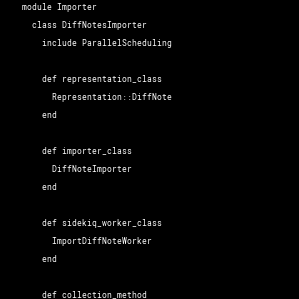 module Importer
class DiffNotesImporter
include ParallelScheduling
def representation_class
Representation::DiffNote
end
def importer_class
DiffNoteImporter
end
def sidekiq_worker_class
ImportDiffNoteWorker
end
def collection_method